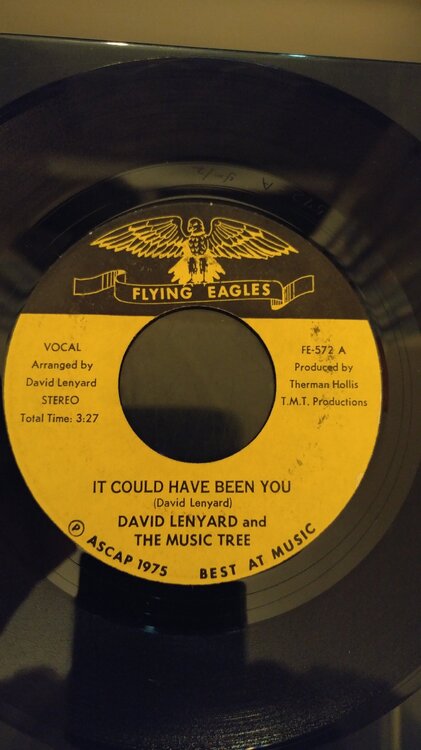 FLYING EAGLES
VOCAL
Arranged by
David Lenyard
STEREO
Total Time: 3:27
FE-572 A
Produced by
Therman Hollis
T.M.T. Productions
IT COULD HAVE BEEN YOU
(David Lenyard)
DAVID LENYARD and
THE MUSIC TREE
Ⓟ ASCAP 1975 BEST AT MUSIC